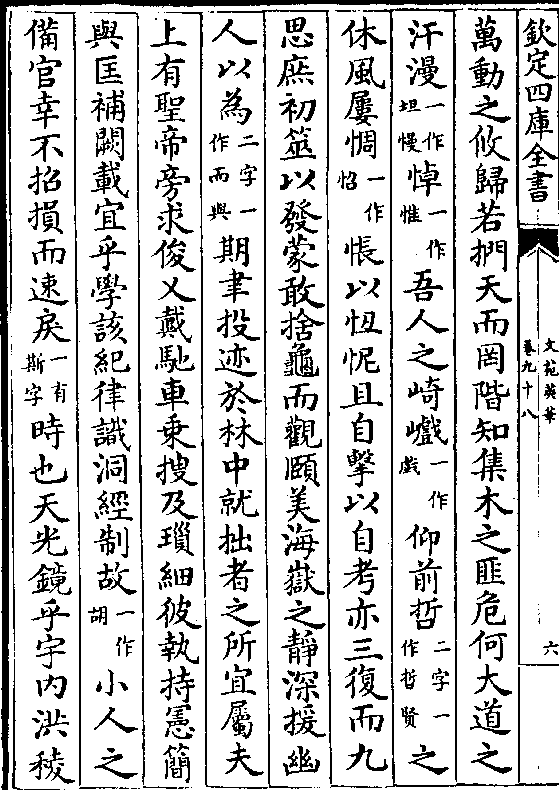 欽定四庫全書
文苑英華
卷九十八
六
萬動之攸歸若捫天而罔階知集木之匪危何大道之
汗漫一作坦慢悼一作惟吾人之崎嶬一作戲仰前哲二字一作哲賢之
休風屢惆一作怊悵以忸怩且自擊以自考亦三復而九
思庶初筮以發蒙敢捨龜而觀頤美海嶽之靜深援幽
人以為二字一作而與期聿投迹於林中就拙者之所宜屬夫
上有聖帝旁求俊乂戴馳車乗搜及瑣細彼執持憲簡
與匡補闕載宜乎學該紀律識洞經制故一作胡小人之
備官幸不招損而速戾一有斯字時也天光鏡乎宇内洪稜